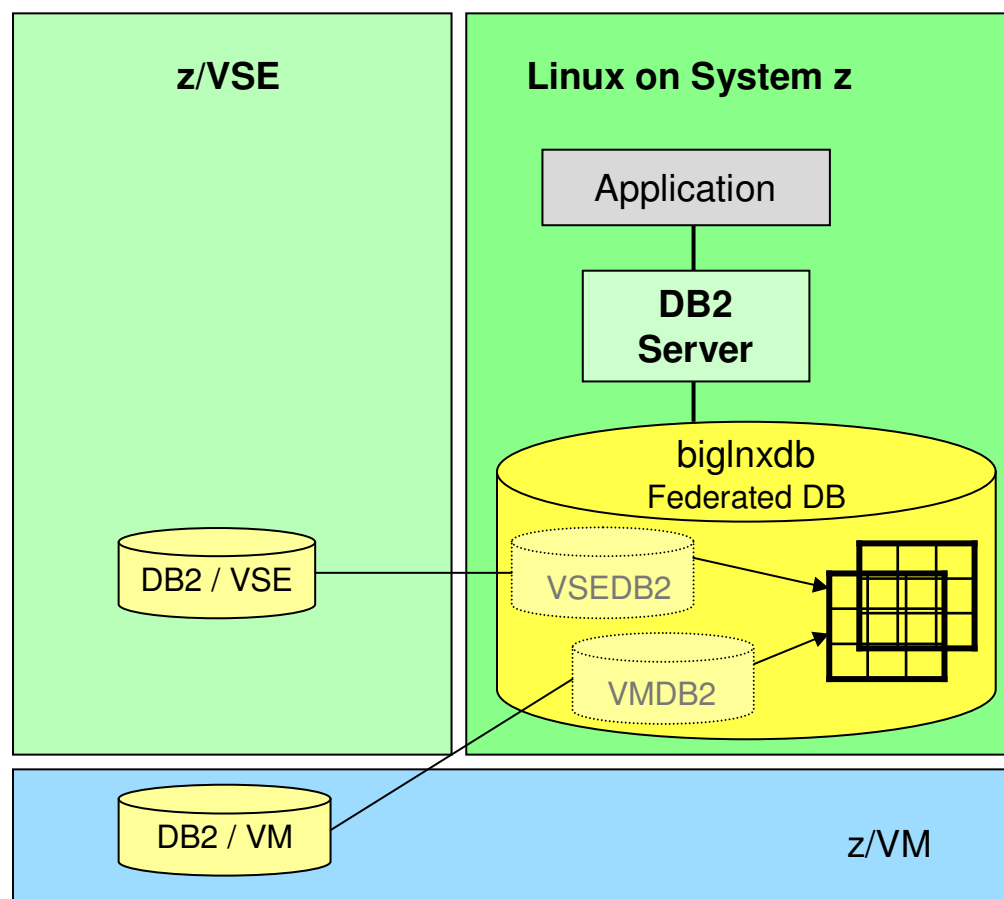 z/VSE
Linux on System z
Application
DB2
Server
biglnxdb
Federated DB
DB2 / VSE
VSEDB2
VMDB2
DB2 / VM
z/VM